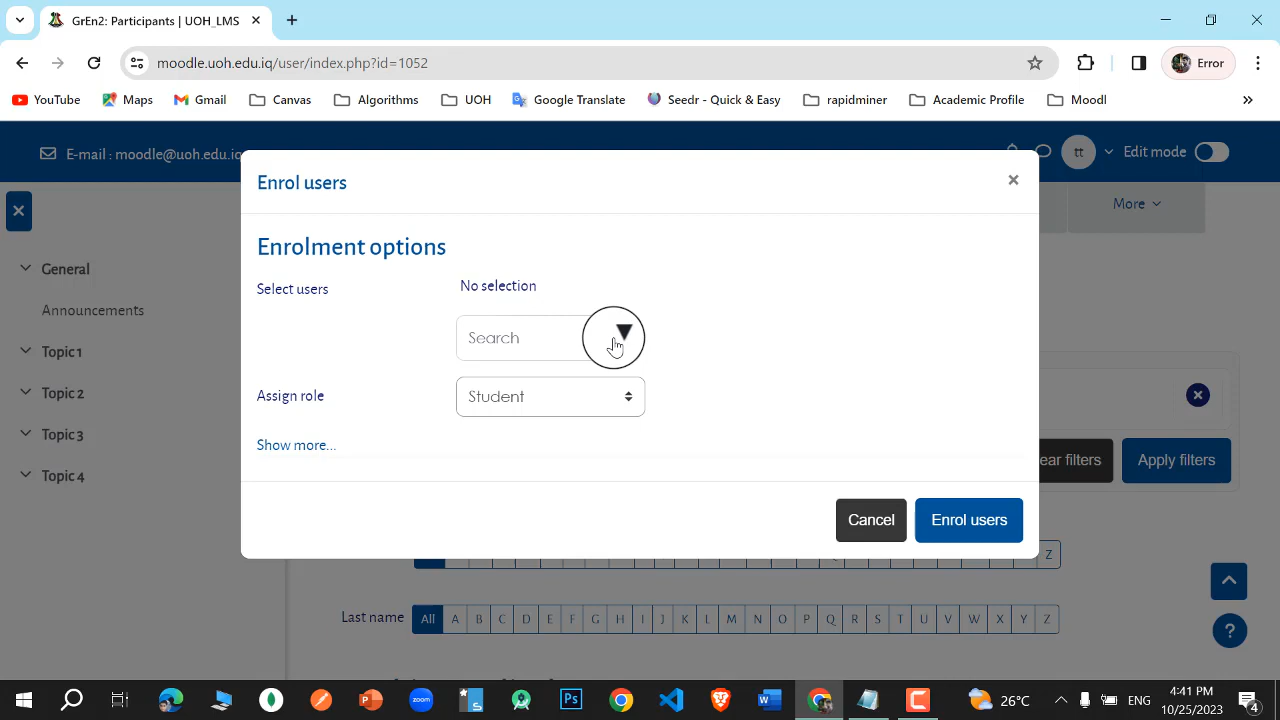 GrEn2: Participants | UOH_LMS
moodle.uoh.edu.iq/user/index.php?id=1052
Error
YouTube
Maps
Gmail
Canvas
Algorithms
UOH
Google Translate
Seedr - Quick & Easy
rapidminer
Academic Profile
Moodl
E-mail : moodle@uoh.edu.iq
tt
Edit mode
More
Enrol users
General
Announcements
Topic 1
Topic 2
Topic 3
Topic 4
Enrolment options
Select users
No selection
Search
Assign role
Student
Show more...
ear filters
Apply filters
Cancel
Enrol users
Z
Last name
All A B C D E F G H I J K L M N O P Q R S T U V W X Y Z
?
zoom
26°C
ENG
4:41 PM
10/25/2023
4